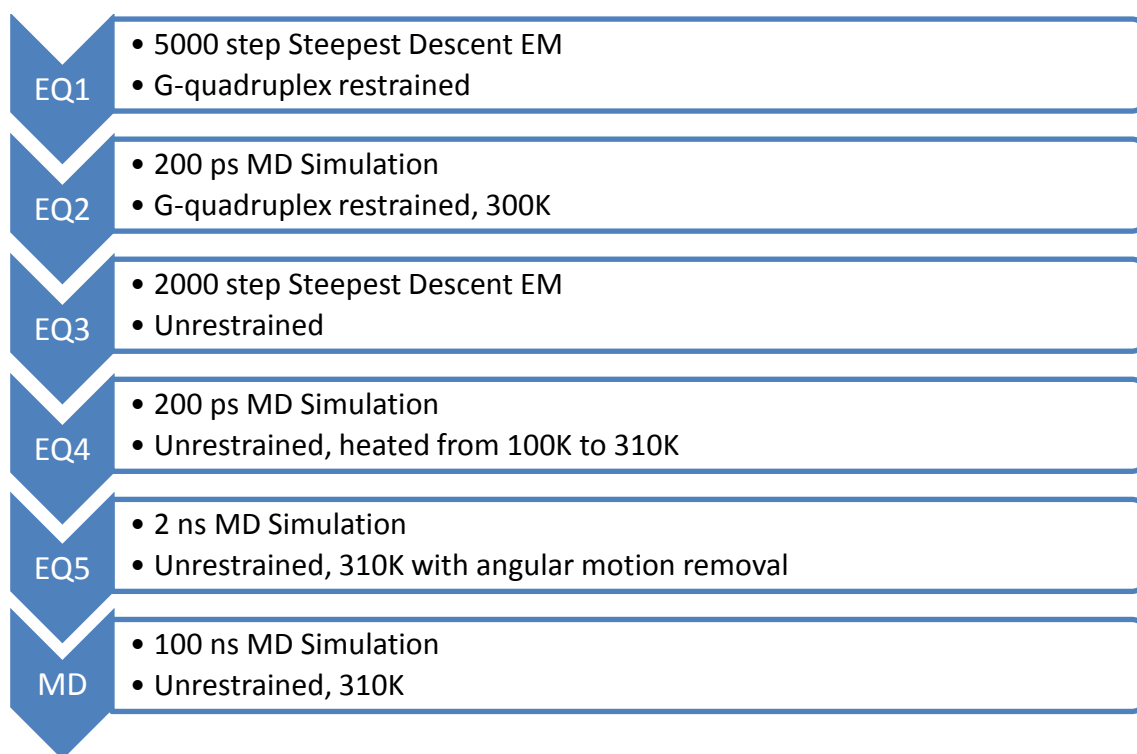 EQ1
• 5000 step Steepest Descent EM
• G-quadruplex restrained
EQ2
• 200 ps MD Simulation
• G-quadruplex restrained, 300K
EQ3
• 2000 step Steepest Descent EM
• Unrestrained
EQ4
• 200 ps MD Simulation
• Unrestrained, heated from 100K to 310K
EQ5
• 2 ns MD Simulation
• Unrestrained, 310K with angular motion removal
MD
• 100 ns MD Simulation
• Unrestrained, 310K